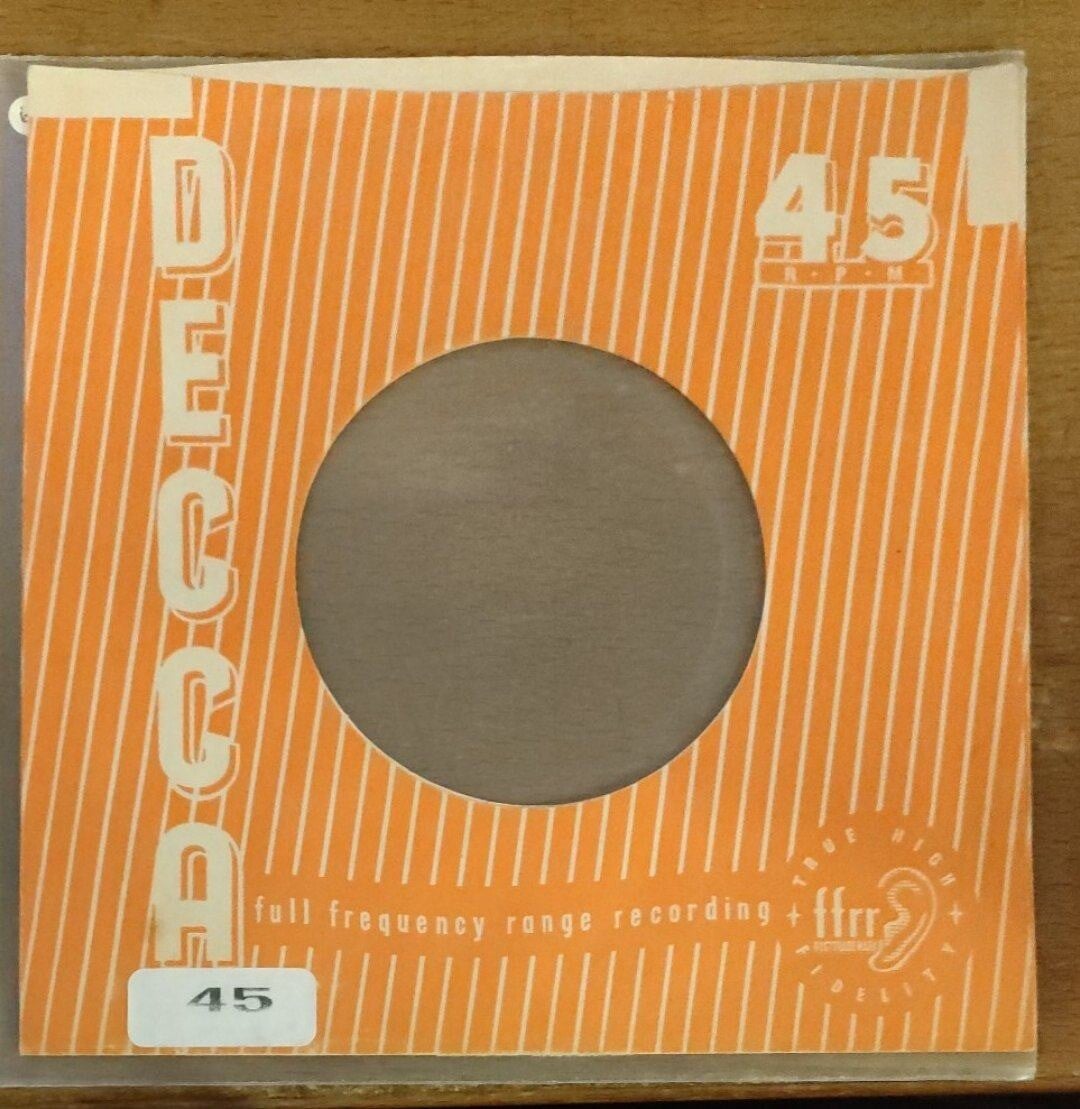 DECCA
45
R·P·M
full frequency range recording
TRUE HIGH
ffrr
FIDELITY
45